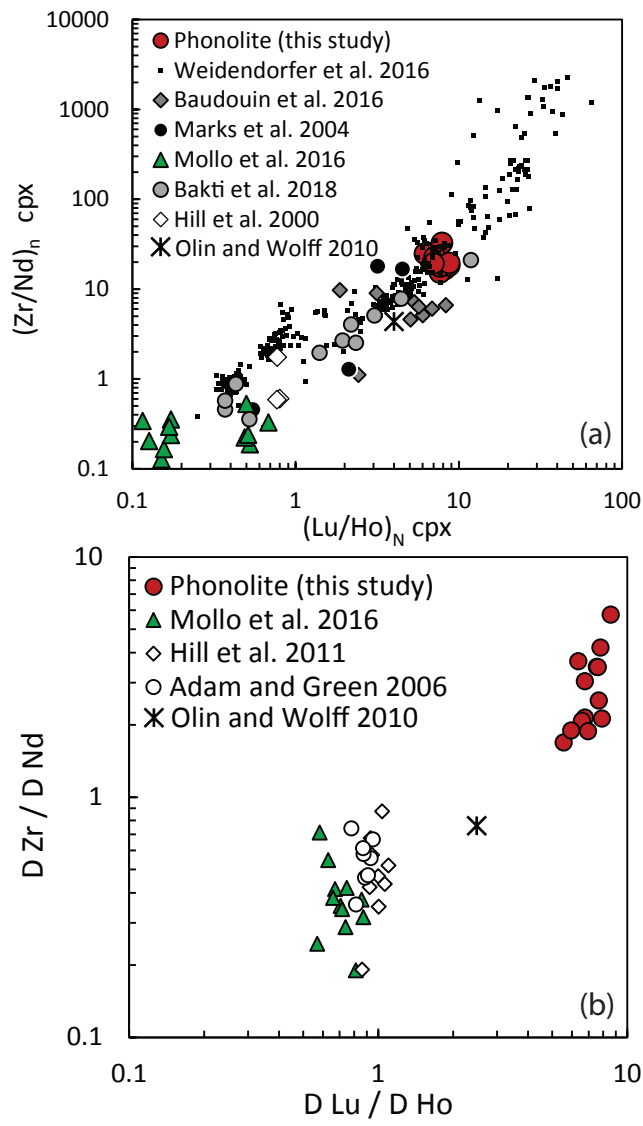 10000
1000
100
10
1
0.1
(Zr/Nd)n cpx
Phonolite (this study)
Weidendorfer et al. 2016
Baudouin et al. 2016
Marks et al. 2004
Mollo et al. 2016
Bakti et al. 2018
Hill et al. 2000
Olin and Wolff 2010
(a)
0.1 1 10 100
(Lu/Ho)N cpx
10
1
0.1
D Zr / D Nd
Phonolite (this study)
Mollo et al. 2016
Hill et al. 2011
Adam and Green 2006
Olin and Wolff 2010
(b)
0.1 1 10
D Lu / D Ho